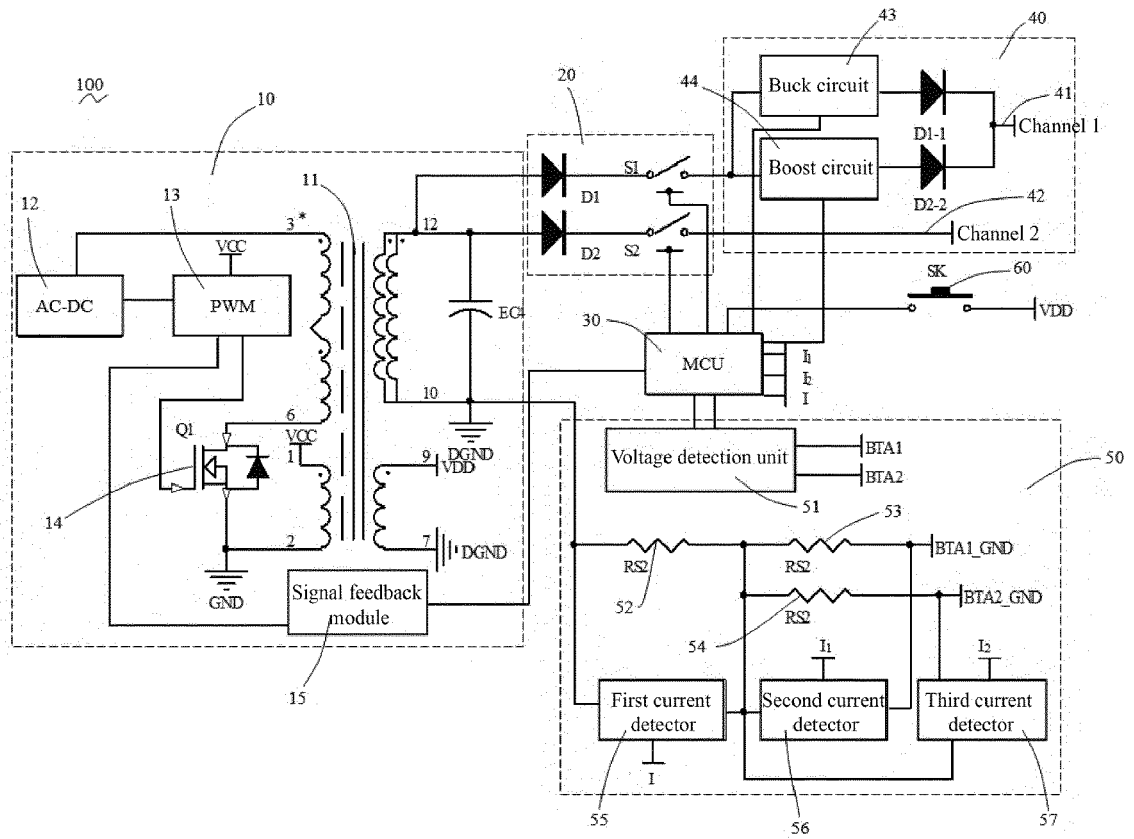 100
10
12
13
3 *
11
VCC
AC-DC
PWM
12
EC4
10
DGND
6
Q1
14
VCC
1
2
9
VDD
7
DGND
GND
Signal feedback
module
15
20
D1
S1
D2
S2
43
40
44
Buck circuit
D1-1
41
Channel 1
Boost circuit
D2-2
42
Channel 2
SK
60
VDD
30
MCU
I1
I2
I
Voltage detection unit
BTA1
BTA2
51
50
53
RS2
52
RS2
BTA1_GND
RS2
54
BTA2_GND
I1
I2
First current
detector
Second current
detector
Third current
detector
I
55
56
57